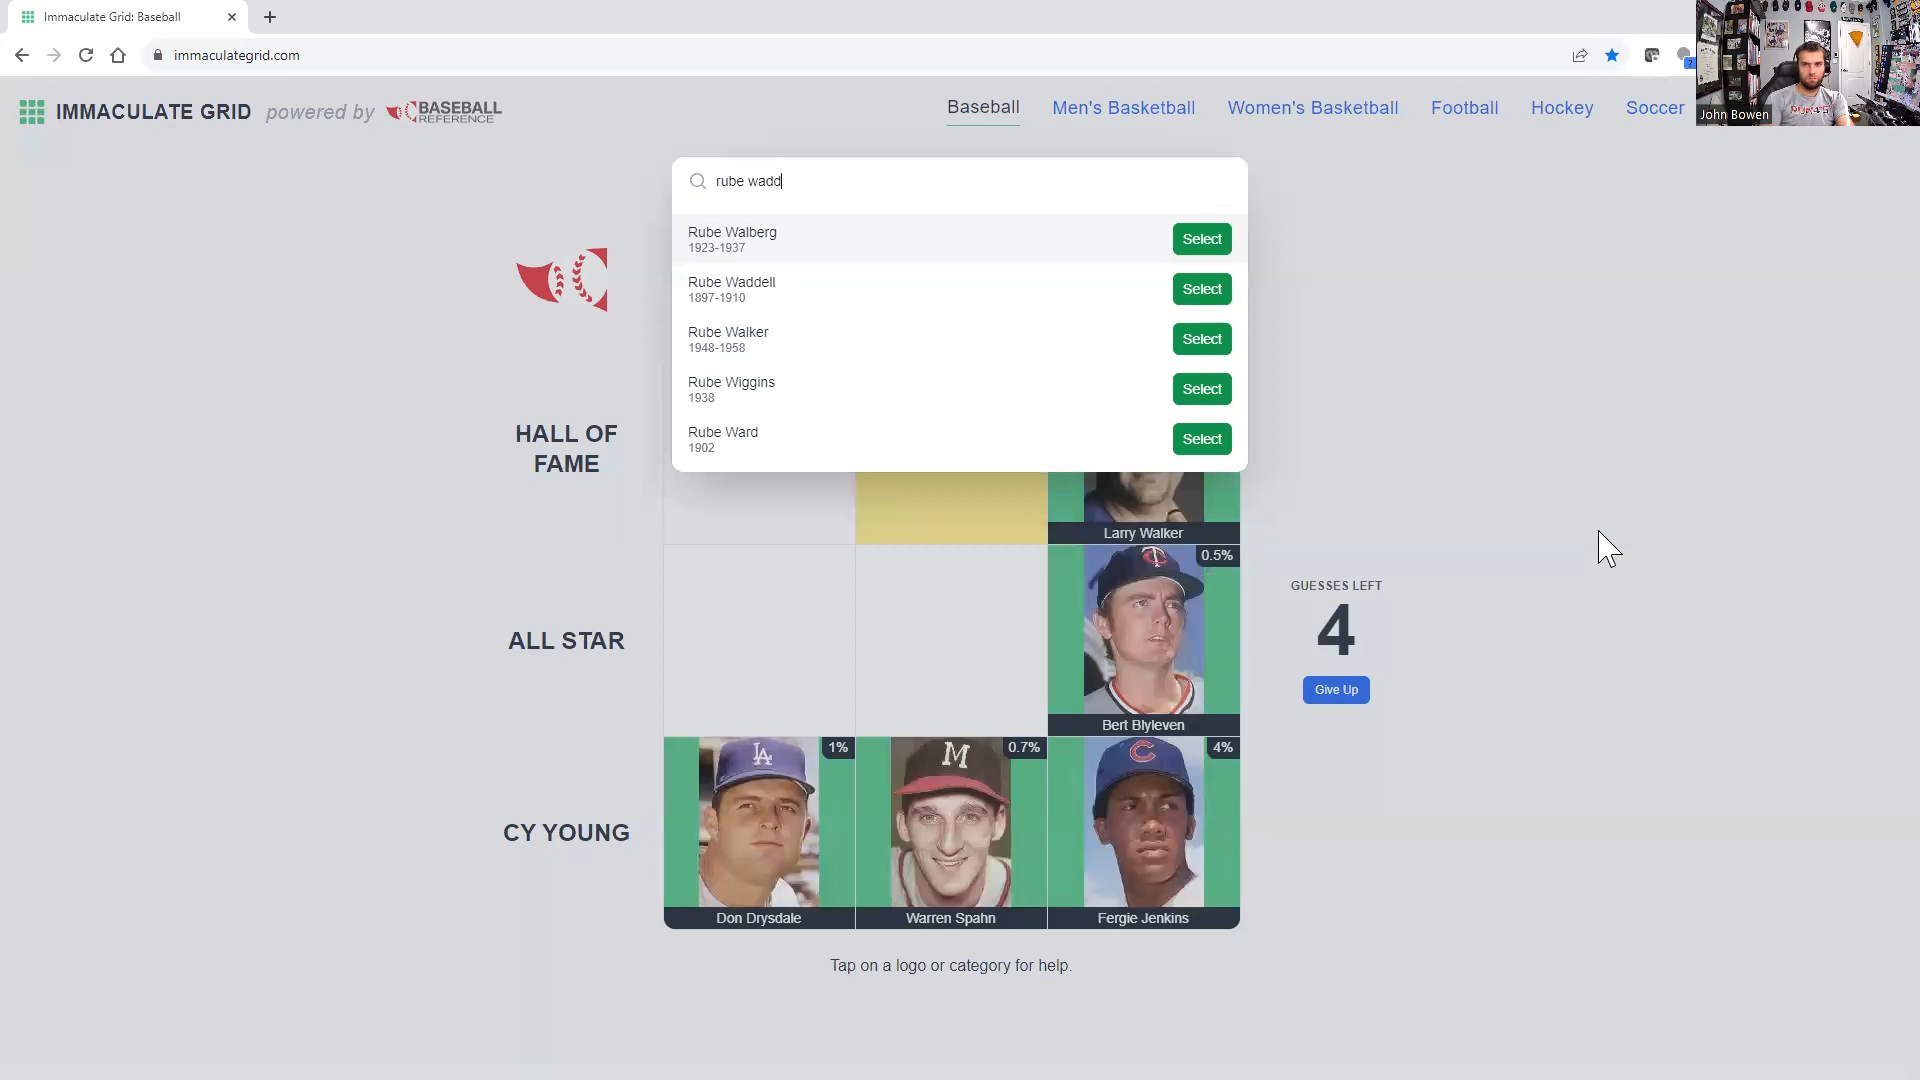 Immaculate Grid: Baseball
immaculategrid.com
IMMACULATE GRID powered by BASEBALL REFERENCE
Baseball Men's Basketball Women's Basketball Football Hockey Soccer
John Bowen
rube wadd
Rube Walberg
1923-1937
Select
Rube Waddell
1897-1910
Select
Rube Walker
1948-1958
Select
Rube Wiggins
1938
Select
Rube Ward
1902
Select
HALL OF
FAME
Larry Walker
ALL STAR
0.5%
Bert Blyleven
GUESSES LEFT
4
Give Up
CY YOUNG
1%
Don Drysdale
0.7%
Warren Spahn
4%
Fergie Jenkins
Tap on a logo or category for help.